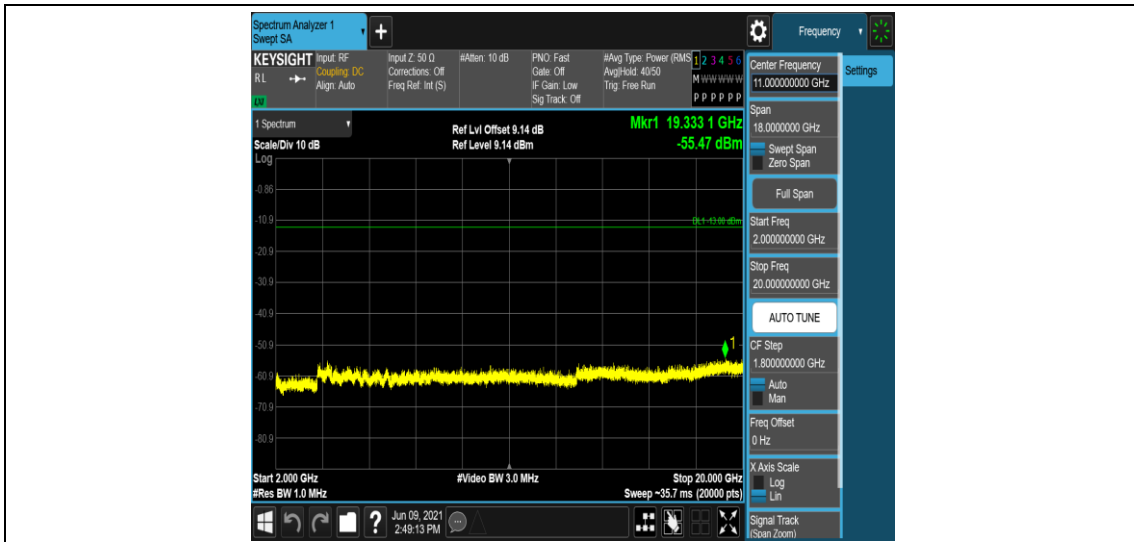 Spectrum Analyzer 1
Swept SA
+
Frequency
KEYSIGHT
RL
LXI
Input: RF
Coupling: DC
Align: Auto
Input Z: 50 Ω
Corrections: Off
Freq Ref: Int (S)
#Atten: 10 dB
PNO: Fast
Gate: Off
IF Gain: Low
Sig Track: Off
#Avg Type: Power (RMS
Avg|Hold: 40/50
Trig: Free Run
1 2 3 4 5 6
M W W W W W
P P P P P P
Center Frequency
11.000000000 GHz
Settings
Span
18.0000000 GHz
Swept Span
Zero Span
Full Span
Start Freq
2.000000000 GHz
Stop Freq
20.000000000 GHz
AUTO TUNE
CF Step
1.800000000 GHz
Auto
Man
Freq Offset
0 Hz
X Axis Scale
Log
Lin
Signal Track
(Span Zoom)
1 Spectrum
Scale/Div 10 dB
Log
Ref Lvl Offset 9.14 dB
Ref Level 9.14 dBm
Mkr1 19.333 1 GHz
-55.47 dBm
-0.86
-10.9
DL1 -13.00 dBm
-20.9
-30.9
-40.9
-50.9
1
-60.9
-70.9
-80.9
Start 2.000 GHz
#Video BW 3.0 MHz
Stop 20.000 GHz
#Res BW 1.0 MHz
Sweep ~35.7 ms (20000 pts)
?
Jun 09, 2021
2:49:13 PM